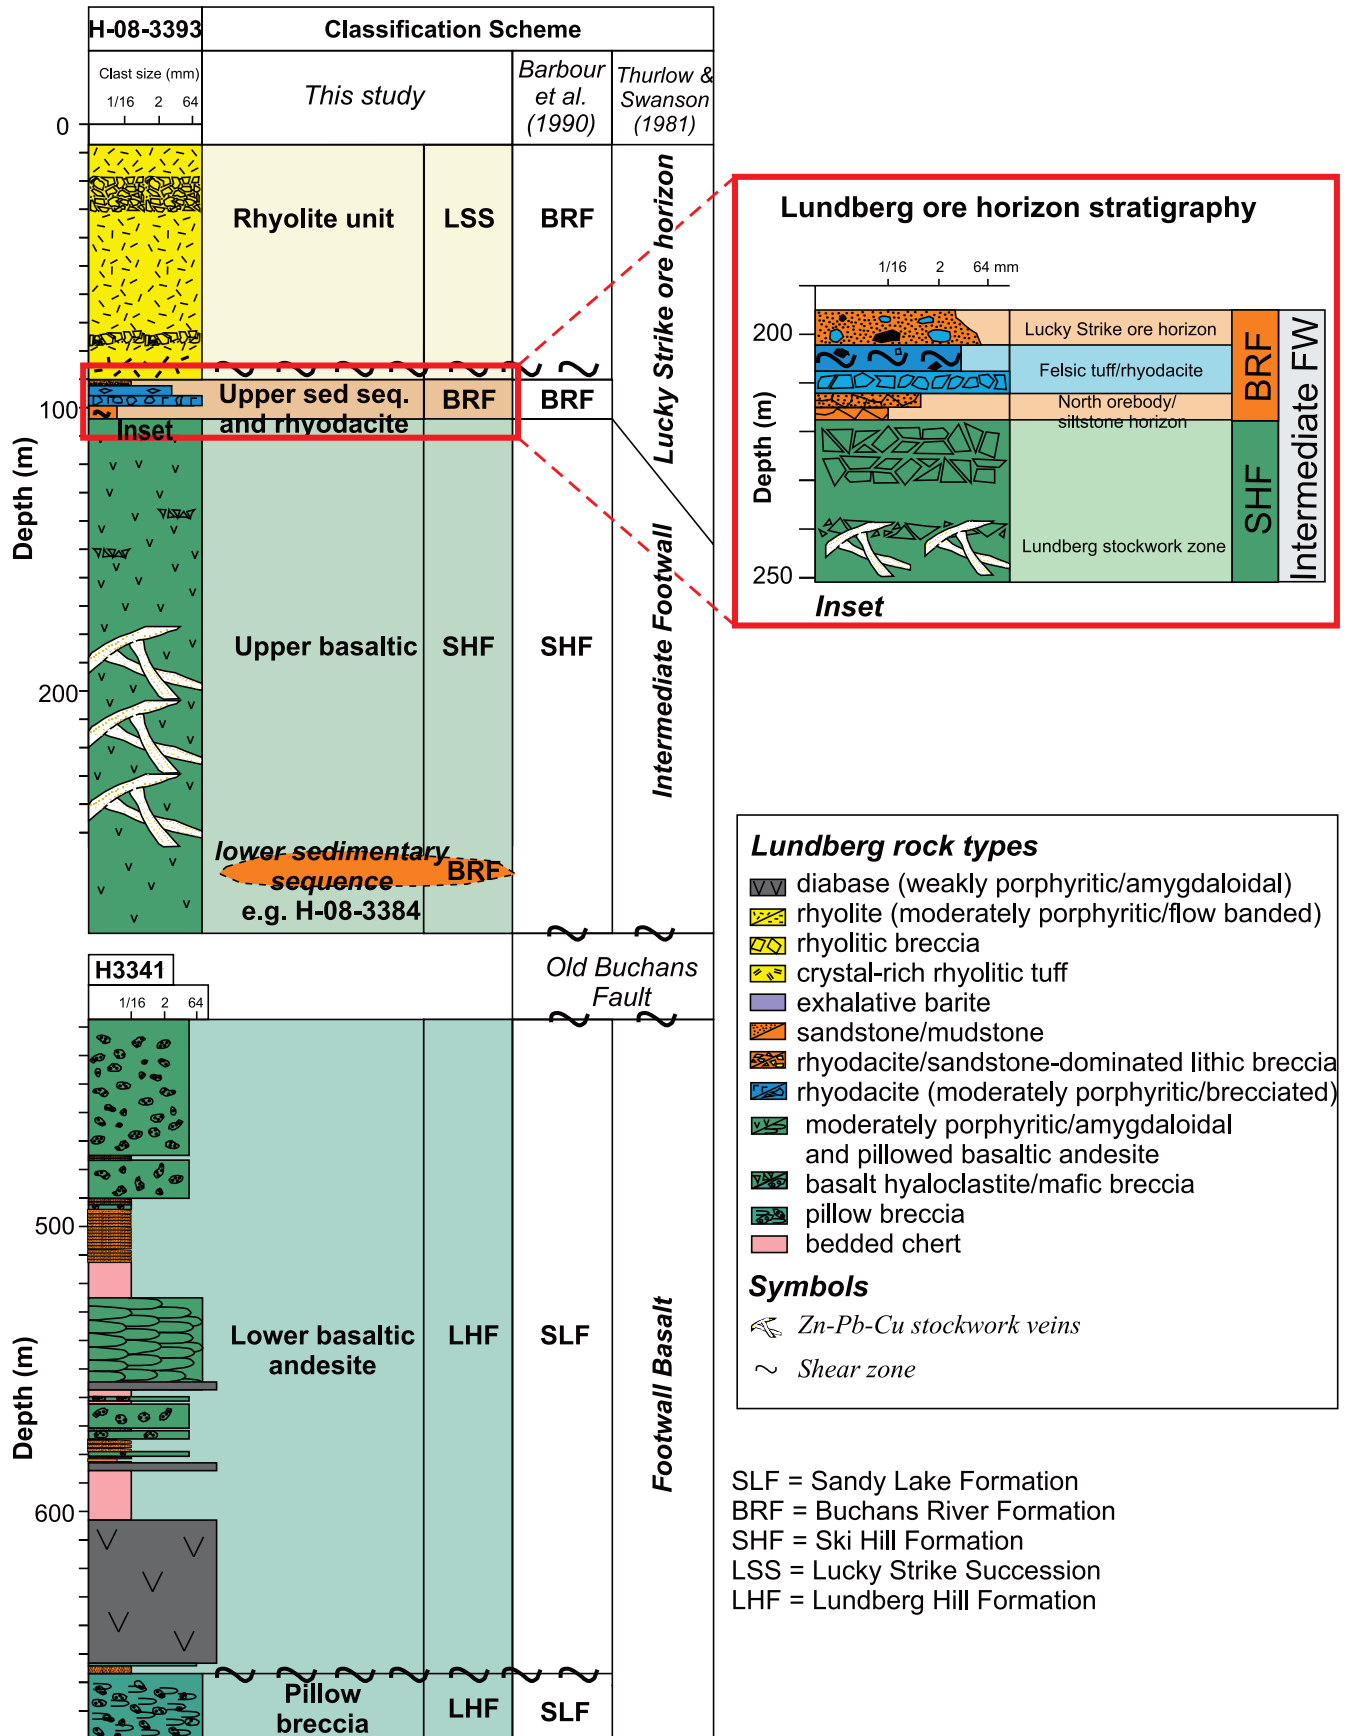 H-08-3393
Classification Scheme
Clast size (mm)
1/16 2 64
This study
Barbour
et al.
(1990)
Thurlow &
Swanson
(1981)
0
100
200
Depth (m)
Rhyolite unit
LSS
BRF
Lucky Strike ore horizon
Upper sed seq.
and rhyodacite
BRF
BRF
Inset
Upper basaltic
SHF
SHF
Intermediate Footwall
lower sedimentary
sequence
BRF
e.g. H-08-3384
Old Buchans
Fault
H3341
1/16 2 64
500
600
Depth (m)
Lower basaltic
andesite
LHF
SLF
Footwall Basalt
Pillow
breccia
LHF
SLF
Lundberg ore horizon stratigraphy
1/16 2 64 mm
200
250
Depth (m)
Lucky Strike ore horizon
Felsic tuff/rhyodacite
North orebody/
siltstone horizon
Lundberg stockwork zone
BRF
SHF
Intermediate FW
Inset
Lundberg rock types
diabase (weakly porphyritic/amygdaloidal)
rhyolite (moderately porphyritic/flow banded)
rhyolitic breccia
crystal-rich rhyolitic tuff
exhalative barite
sandstone/mudstone
rhyodacite/sandstone-dominated lithic breccia
rhyodacite (moderately porphyritic/brecciated)
moderately porphyritic/amygdaloidal
and pillowed basaltic andesite
basalt hyaloclastite/mafic breccia
pillow breccia
bedded chert
Symbols
Zn-Pb-Cu stockwork veins
Shear zone
SLF = Sandy Lake Formation
BRF = Buchans River Formation
SHF = Ski Hill Formation
LSS = Lucky Strike Succession
LHF = Lundberg Hill Formation